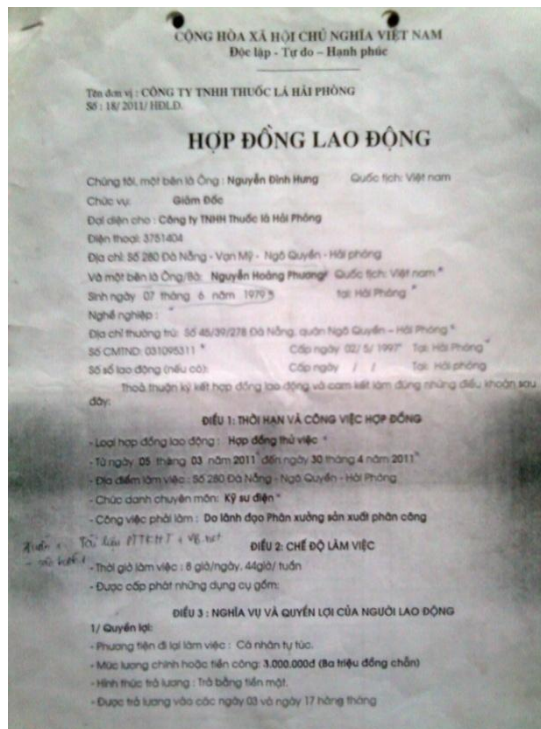 CỘNG HÒA XÃ HỘI CHỦ NGHĨA VIỆT NAM
Độc lập - Tự do – Hạnh phúc
Tên đơn vị : CÔNG TY TNHH THUỐC LÁ HẢI PHÒNG
Số : 18/ 2011/ HĐLĐ.
HỢP ĐỒNG LAO ĐỘNG
Chúng tôi, một bên là Ông : Nguyễn Đình Hưng Quốc tịch: Việt nam
Chức vụ: Giám Đốc
Đại diện cho : Công ty TNHH Thuốc lá Hải Phòng
Điện thoại: 3751404
Địa chỉ: Số 280 Đà Nẵng - Vạn Mỹ - Ngô Quyền - Hải phòng
Và một bên là Ông/Bà: Nguyễn Hoàng Phương Quốc tịch: Việt nam
Sinh ngày 07 tháng 6 năm 1979 tại: Hải Phòng
Nghề nghiệp :
Địa chỉ thường trú: Số 45/39/278 Đà Nẵng, quận Ngô Quyền – Hải Phòng
Số CMTND: 031095311 Cấp ngày 02/ 5/ 1997 Tại: Hải Phòng
Số sổ lao động (nếu có): Cấp ngày / / Tại: Hải phòng
Thoả thuận ký kết hợp đồng lao động và cam kết làm đúng những điều khoản sau
đây:
ĐIỀU 1: THỜI HẠN VÀ CÔNG VIỆC HỢP ĐỒNG
- Loại hợp đồng lao động : Hợp đồng thử việc
- Từ ngày 05 tháng 03 năm 2011 đến ngày 30 tháng 4 năm 2011
- Địa điểm làm việc : Số 280 Đà Nẵng - Ngô Quyền - Hải Phòng
- Chức danh chuyên môn: Kỹ sư điện
- Công việc phải làm : Do lãnh đạo Phân xưởng sản xuất phân công
ĐIỀU 2: CHẾ ĐỘ LÀM VIỆC
- Thời giờ làm việc : 8 giờ/ngày, 44giờ/ tuần
- Được cấp phát những dụng cụ gồm:
ĐIỀU 3 : NGHĨA VỤ VÀ QUYỀN LỢI CỦA NGƯỜI LAO ĐỘNG
1/ Quyền lợi:
- Phương tiện đi lại làm việc : Cá nhân tự túc.
- Mức lương chính hoặc tiền công: 3.000.000đ (Ba triệu đồng chẵn)
- Hình thức trả lương : Trả bằng tiền mặt.
- Được trả lương vào các ngày 03 và ngày 17 hàng tháng